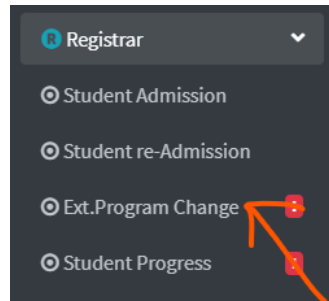 R Registrar
Student Admission
Student re-Admission
Ext.Program Change
Student Progress